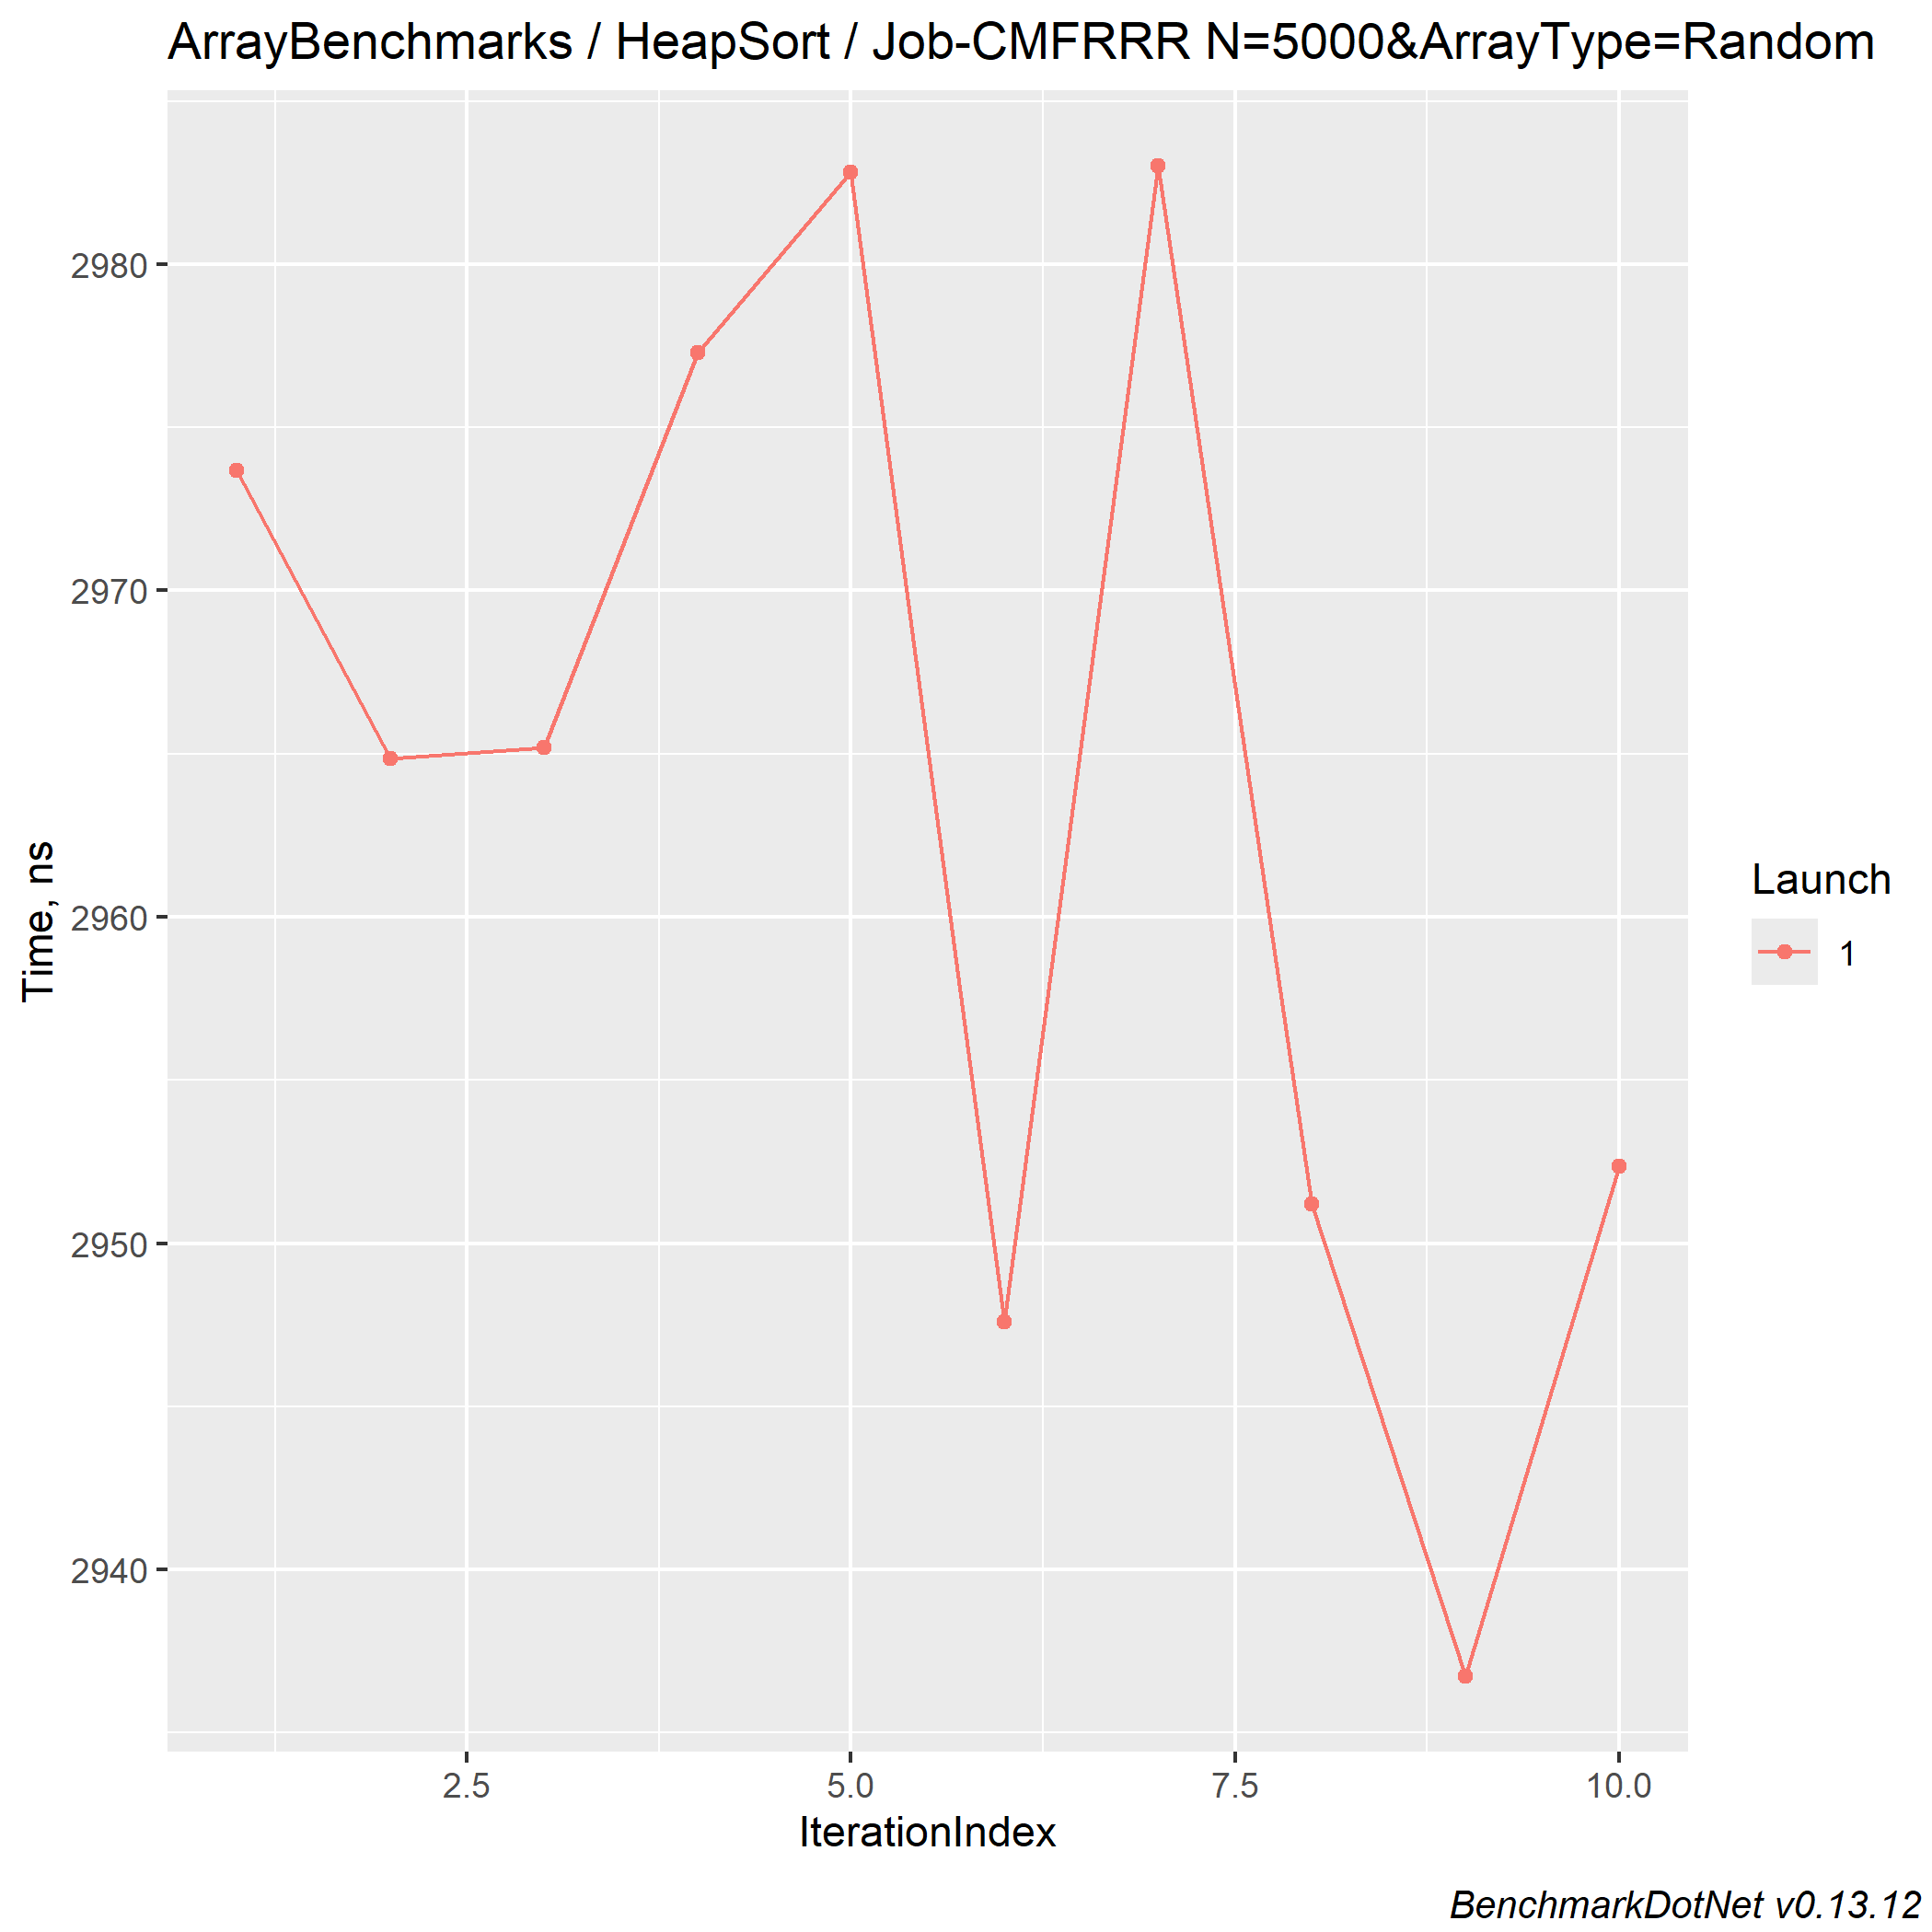 ArrayBenchmarks / HeapSort / Job-CMFRRR N=5000&ArrayType=Random
Time, ns
2980
2970
2960
2950
2940
2.5 5.0 7.5 10.0
IterationIndex
Launch
1
BenchmarkDotNet v0.13.12